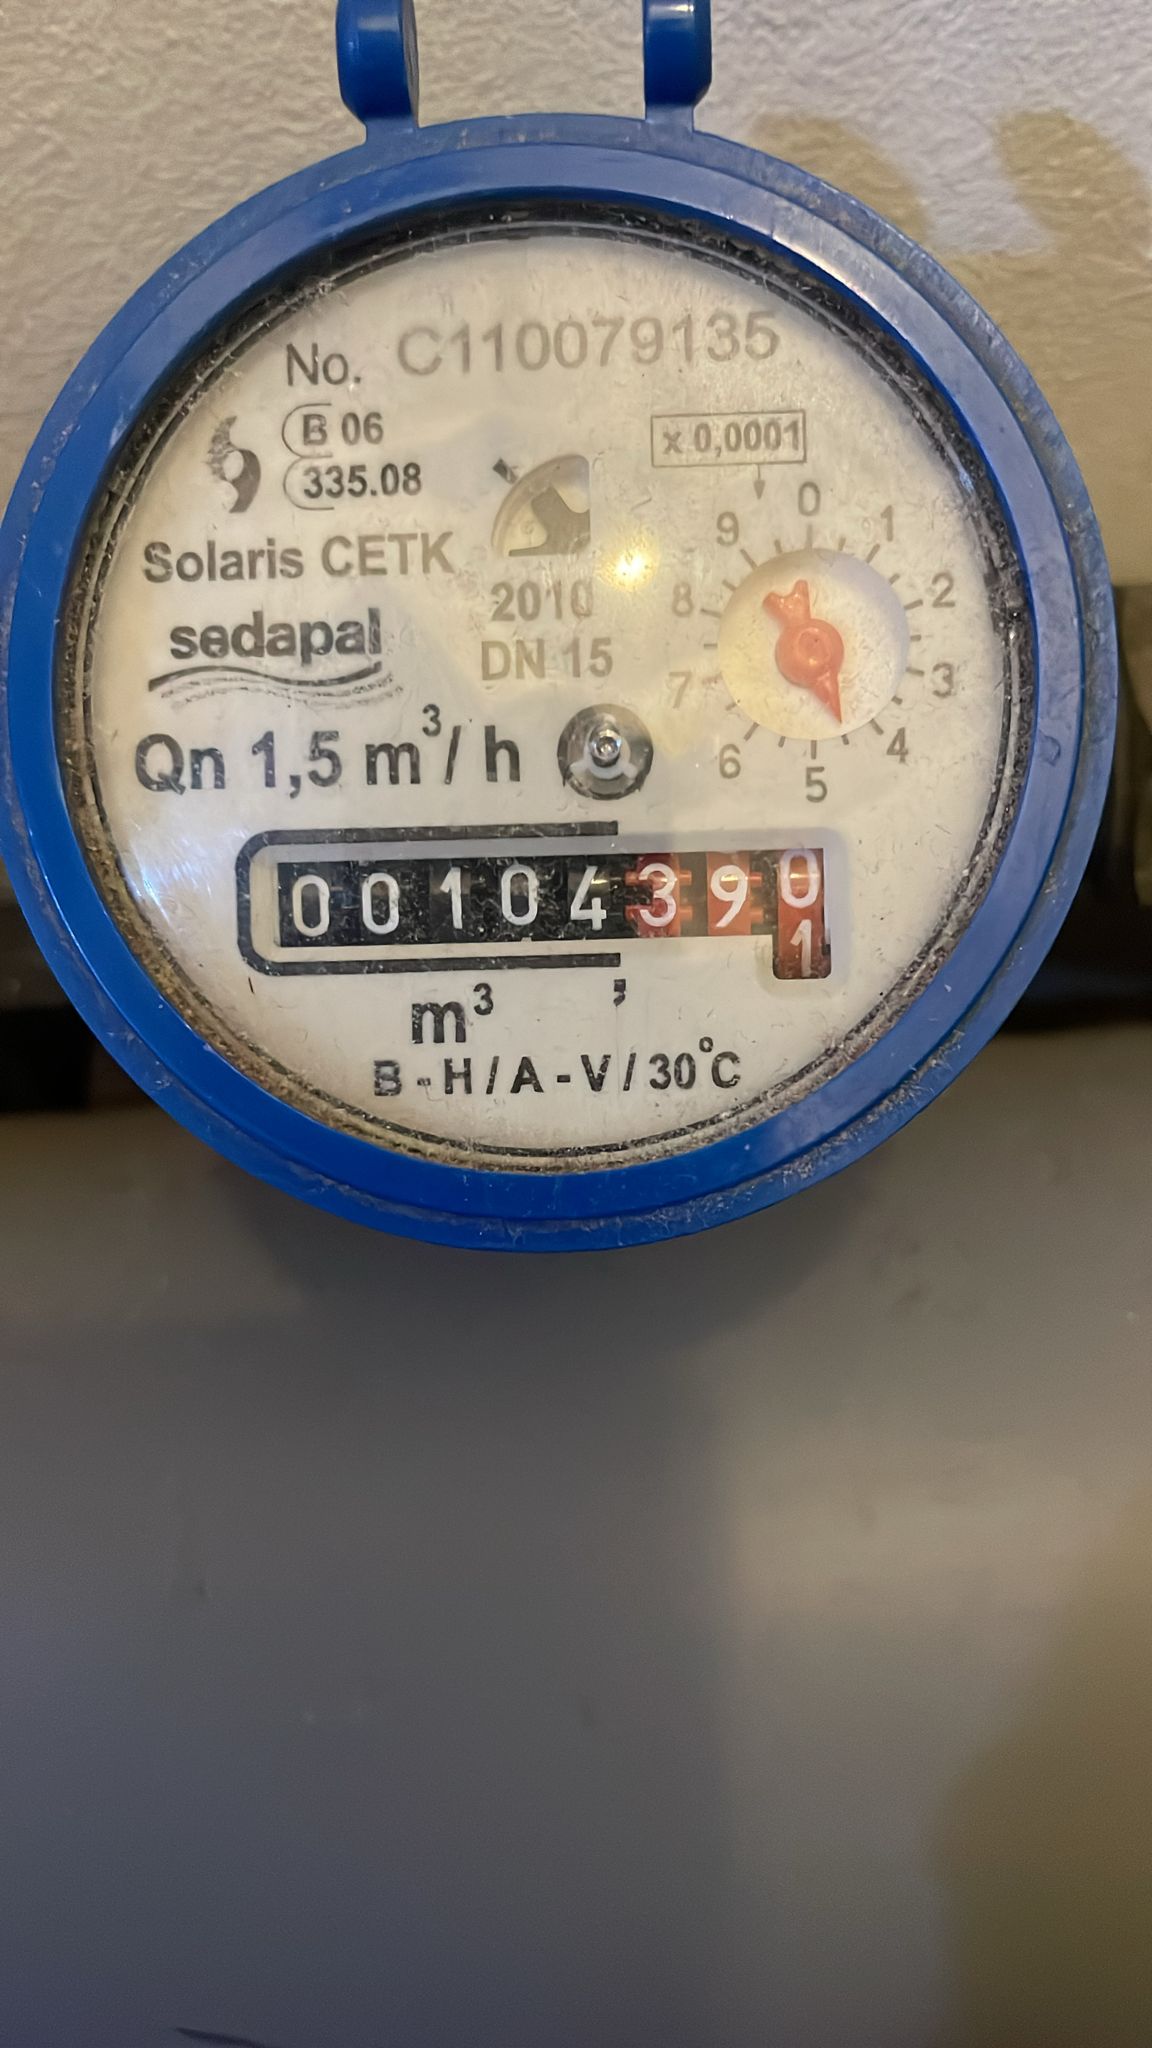 No. C110079135
B 06
335.08
x 0,0001
Solaris CETK
sedapal
2010
DN 15
0
1
2
3
4
5
6
7
8
9
Qn 1,5 m³/h
00104390
1
m³ ,
B - H / A - V / 30°C